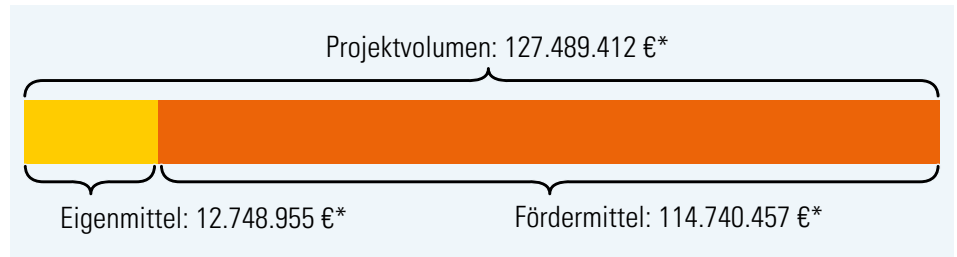 Projektvolumen: 127.489.412 €*
Eigenmittel: 12.748.955 €*
Fördermittel: 114.740.457 €*